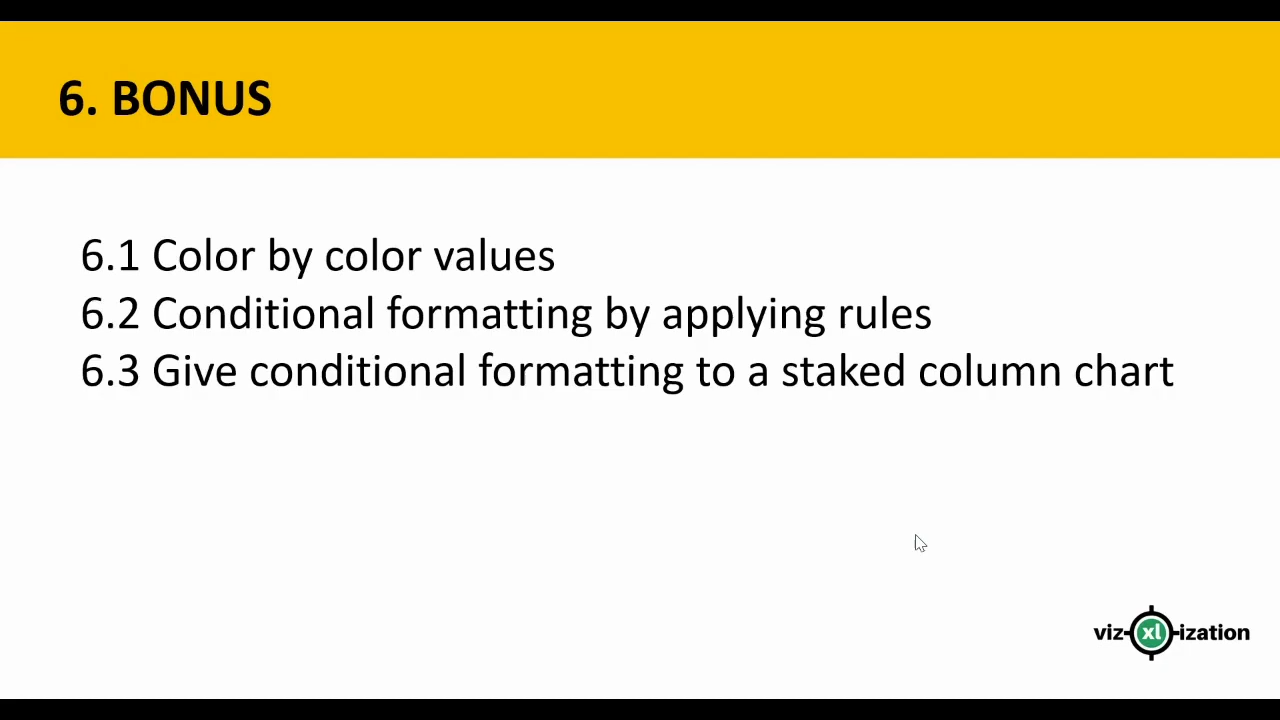 6. BONUS
6.1 Color by color values
6.2 Conditional formatting by applying rules
6.3 Give conditional formatting to a staked column chart
viz xl ization